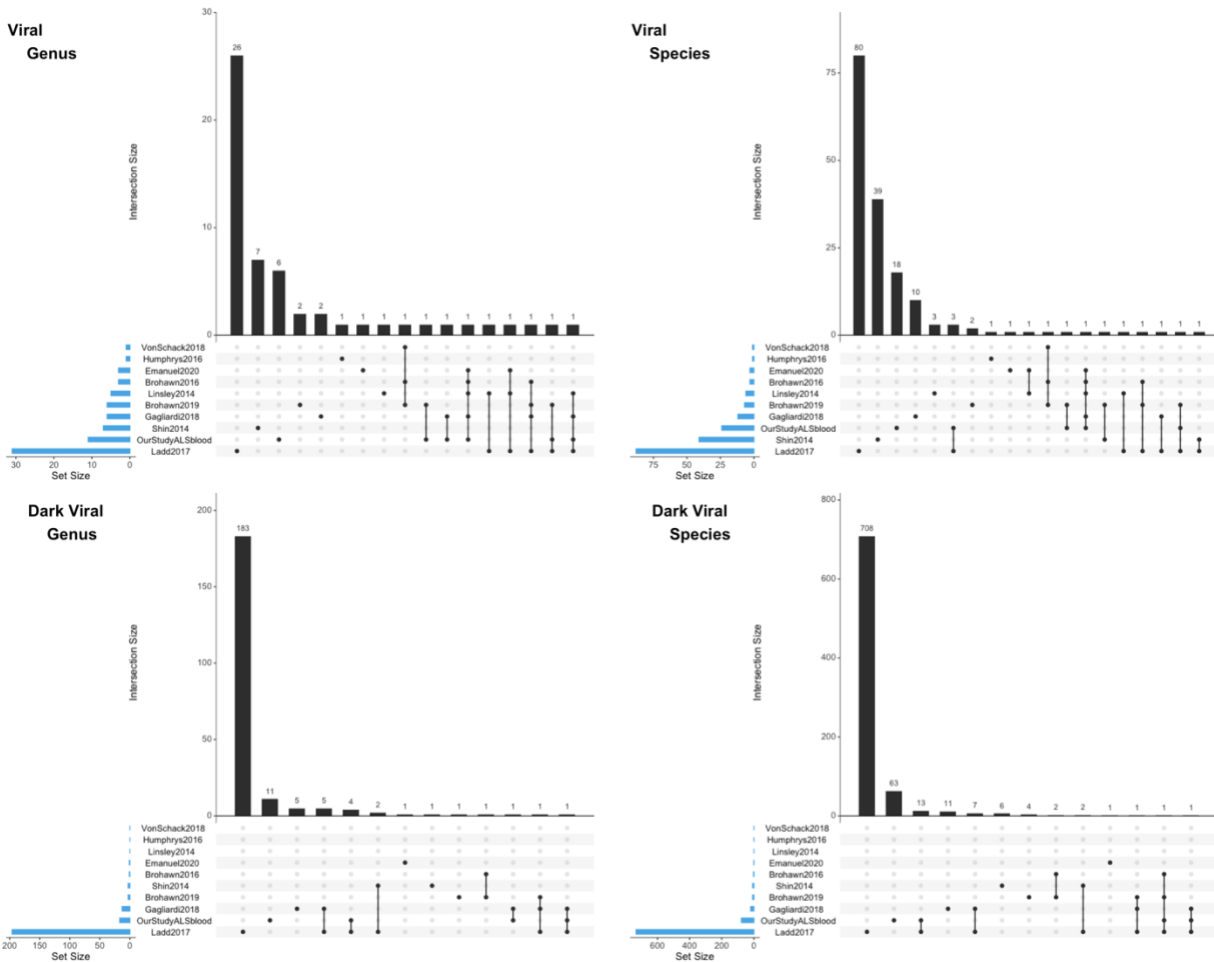 Viral
Genus
30
20
10
0
Intersection Size
26
7
6
2
2
1
1
1
1
1
1
1
1
1
1
1
1
VonSchack2018
Humphrys2016
Emanuel2020
Brohawn2016
Linsley2014
Brohawn2019
Gagliardi2018
Shin2014
OurStudyALSblood
Ladd2017
30
20
10
0
Set Size
Viral
Species
75
50
25
0
Intersection Size
80
39
18
10
3
3
2
1
1
1
1
1
1
1
1
1
1
1
1
VonSchack2018
Humphrys2016
Emanuel2020
Brohawn2016
Linsley2014
Brohawn2019
Gagliardi2018
OurStudyALSblood
Shin2014
Ladd2017
75
50
25
0
Set Size
Dark Viral
Genus
200
150
100
50
0
Intersection Size
183
11
5
5
4
2
1
1
1
1
1
1
1
VonSchack2018
Humphrys2016
Linsley2014
Emanuel2020
Brohawn2016
Shin2014
Brohawn2019
Gagliardi2018
OurStudyALSblood
Ladd2017
200
150
100
50
0
Set Size
Dark Viral
Species
800
600
400
200
0
Intersection Size
708
63
13
11
7
6
4
2
2
1
1
1
1
VonSchack2018
Humphrys2016
Linsley2014
Emanuel2020
Brohawn2016
Shin2014
Brohawn2019
Gagliardi2018
OurStudyALSblood
Ladd2017
600
400
200
0
Set Size